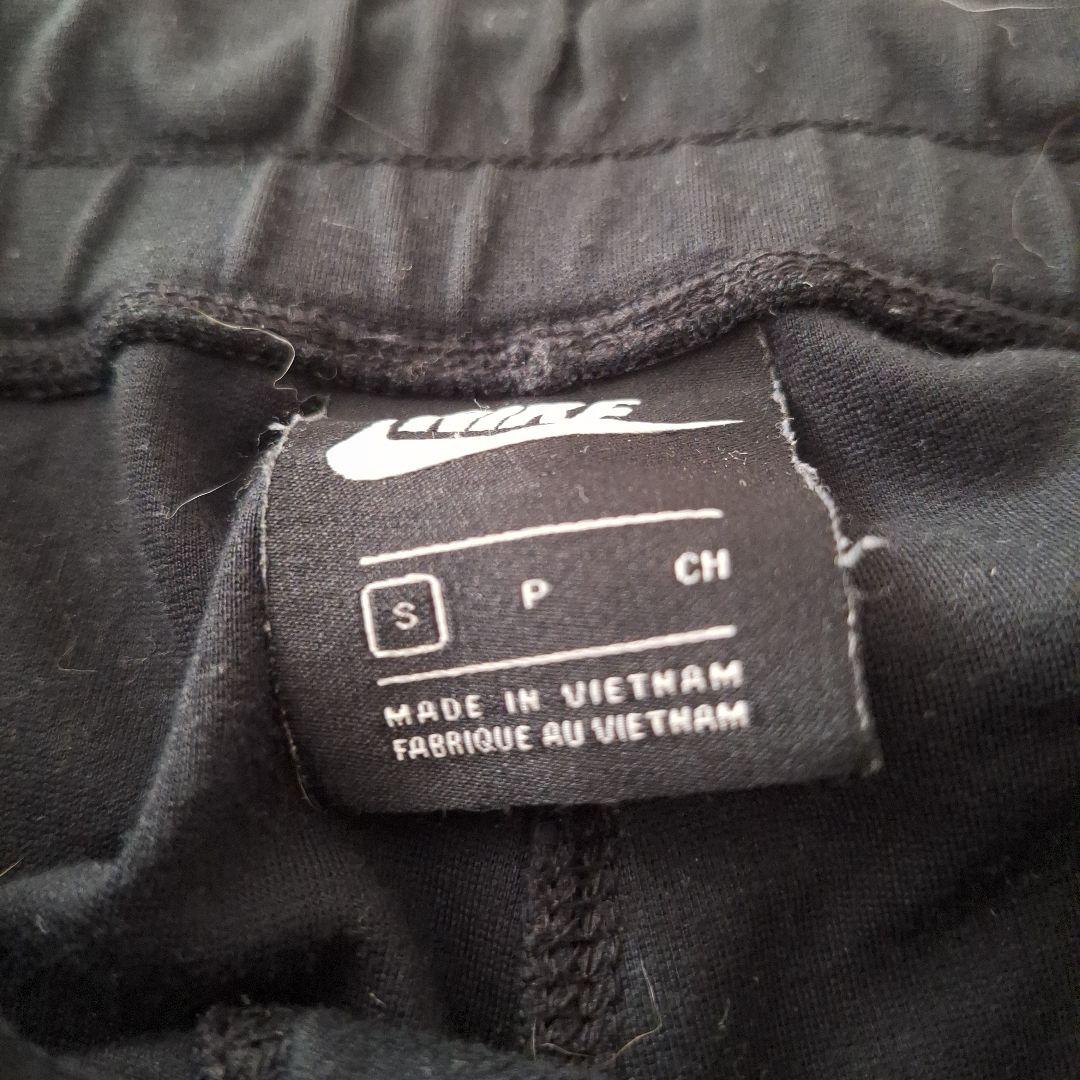 NIKE
S P CH
MADE IN VIETNAM
FABRIQUE AU VIETNAM